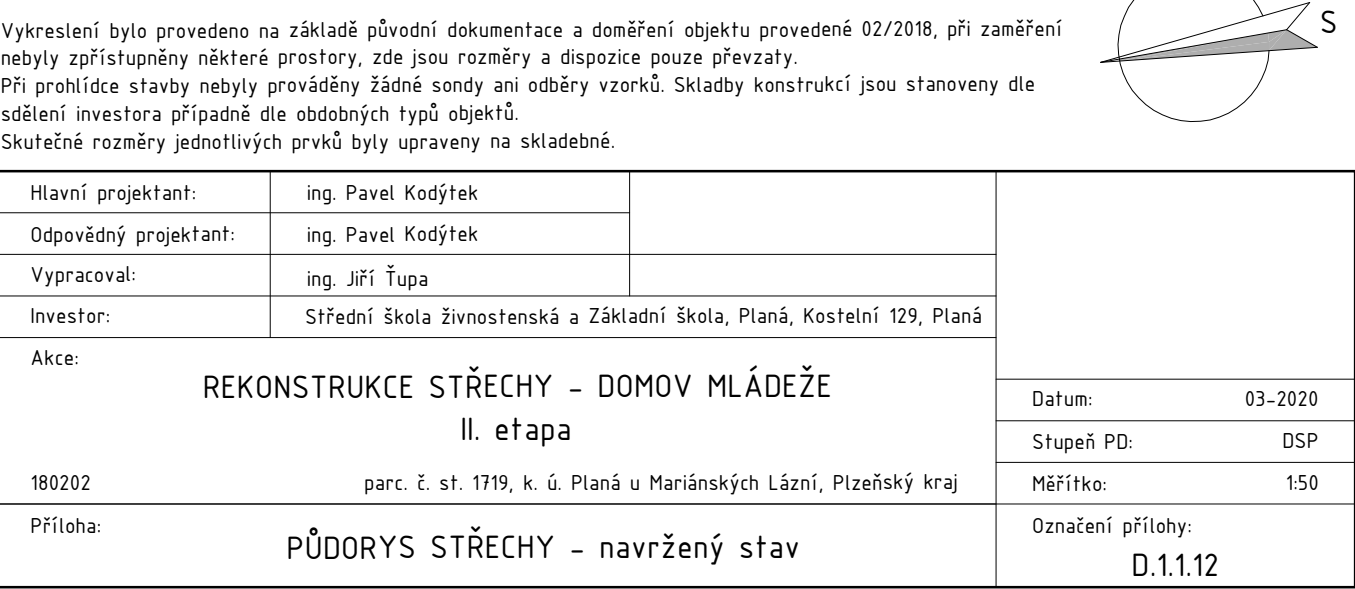 Vykreslení bylo provedeno na základě původní dokumentace a doměření objektu provedené 02/2018, při zaměření
nebyly zpřístupněny některé prostory, zde jsou rozměry a dispozice pouze převzaty.
Při prohlídce stavby nebyly prováděny žádné sondy ani odběry vzorků. Skladby konstrukcí jsou stanoveny dle
sdělení investora případně dle obdobných typů objektů.
Skutečné rozměry jednotlivých prvků byly upraveny na skladebné.
S
Hlavní projektant: ing. Pavel Kodýtek
Odpovědný projektant: ing. Pavel Kodýtek
Vypracoval: ing. Jiří Ťupa
Investor: Střední škola živnostenská a Základní škola, Planá, Kostelní 129, Planá
Akce:
REKONSTRUKCE STŘECHY - DOMOV MLÁDEŽE
II. etapa
180202 parc. č. st. 1719, k. ú. Planá u Mariánských Lázní, Plzeňský kraj
Datum: 03-2020
Stupeň PD: DSP
Měřítko: 1:50
Příloha:
PŮDORYS STŘECHY - navržený stav
Označení přílohy:
D.1.1.12